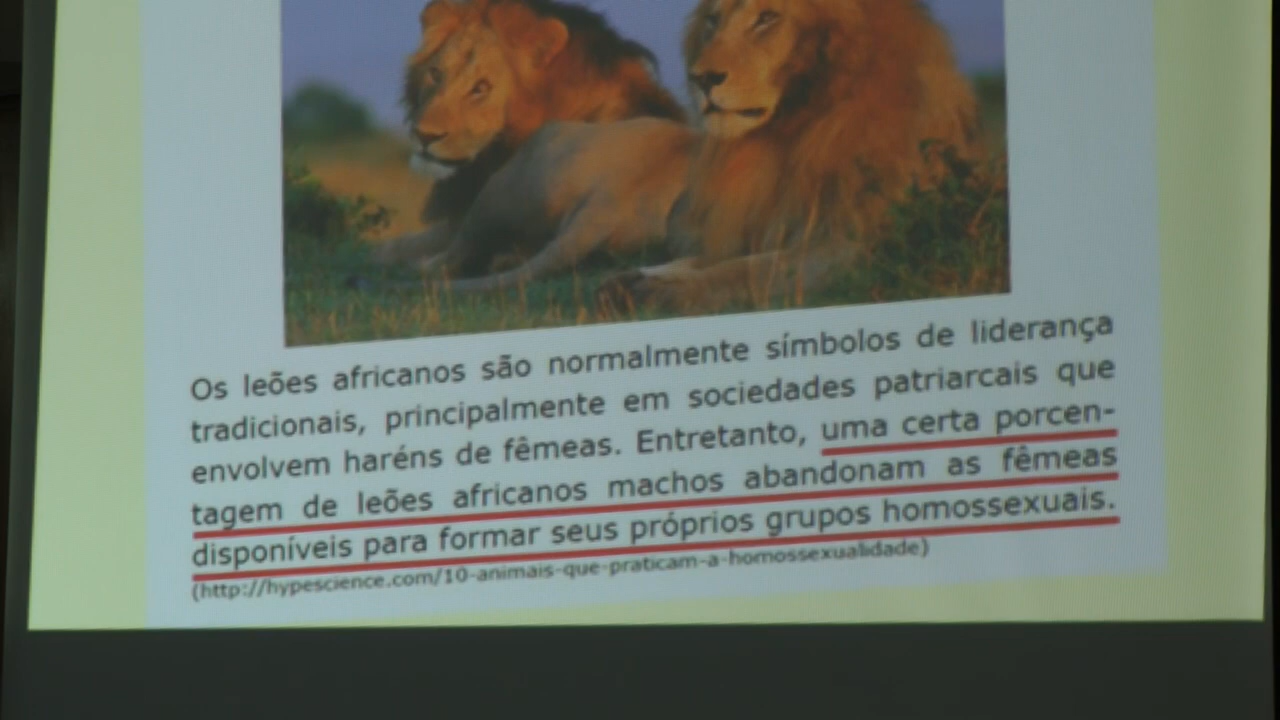 Os leões africanos são normalmente símbolos de liderança
tradicionais, principalmente em sociedades patriarcais que
envolvem haréns de fêmeas. Entretanto, uma certa porcen-
tagem de leões africanos machos abandonam as fêmeas
disponíveis para formar seus próprios grupos homossexuais.
(http://hypescience.com/10-animais-que-praticam-a-homossexualidade)